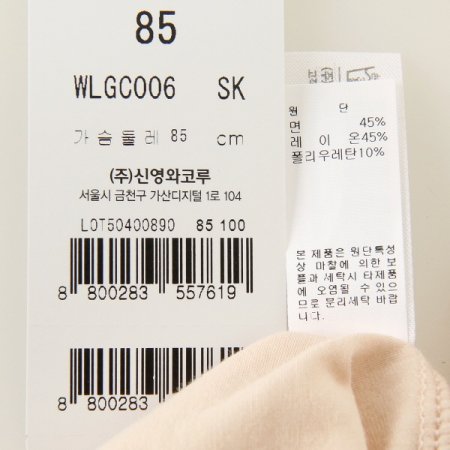 85
WLGC006 SK
가슴둘레 85 cm
(주)신영와코루
서울시 금천구 가산디지털 1로 104
LOT50400890 85 100
8 800283 557619
8 800283
원 단
면 45%
레 이 온45%
폴리우레탄10%
본 제품은 원단특성
상 마찰에 의한 보
풀과 세탁시 타제품
에 오염될 수 있으
므로 분리세탁 바랍
니다.